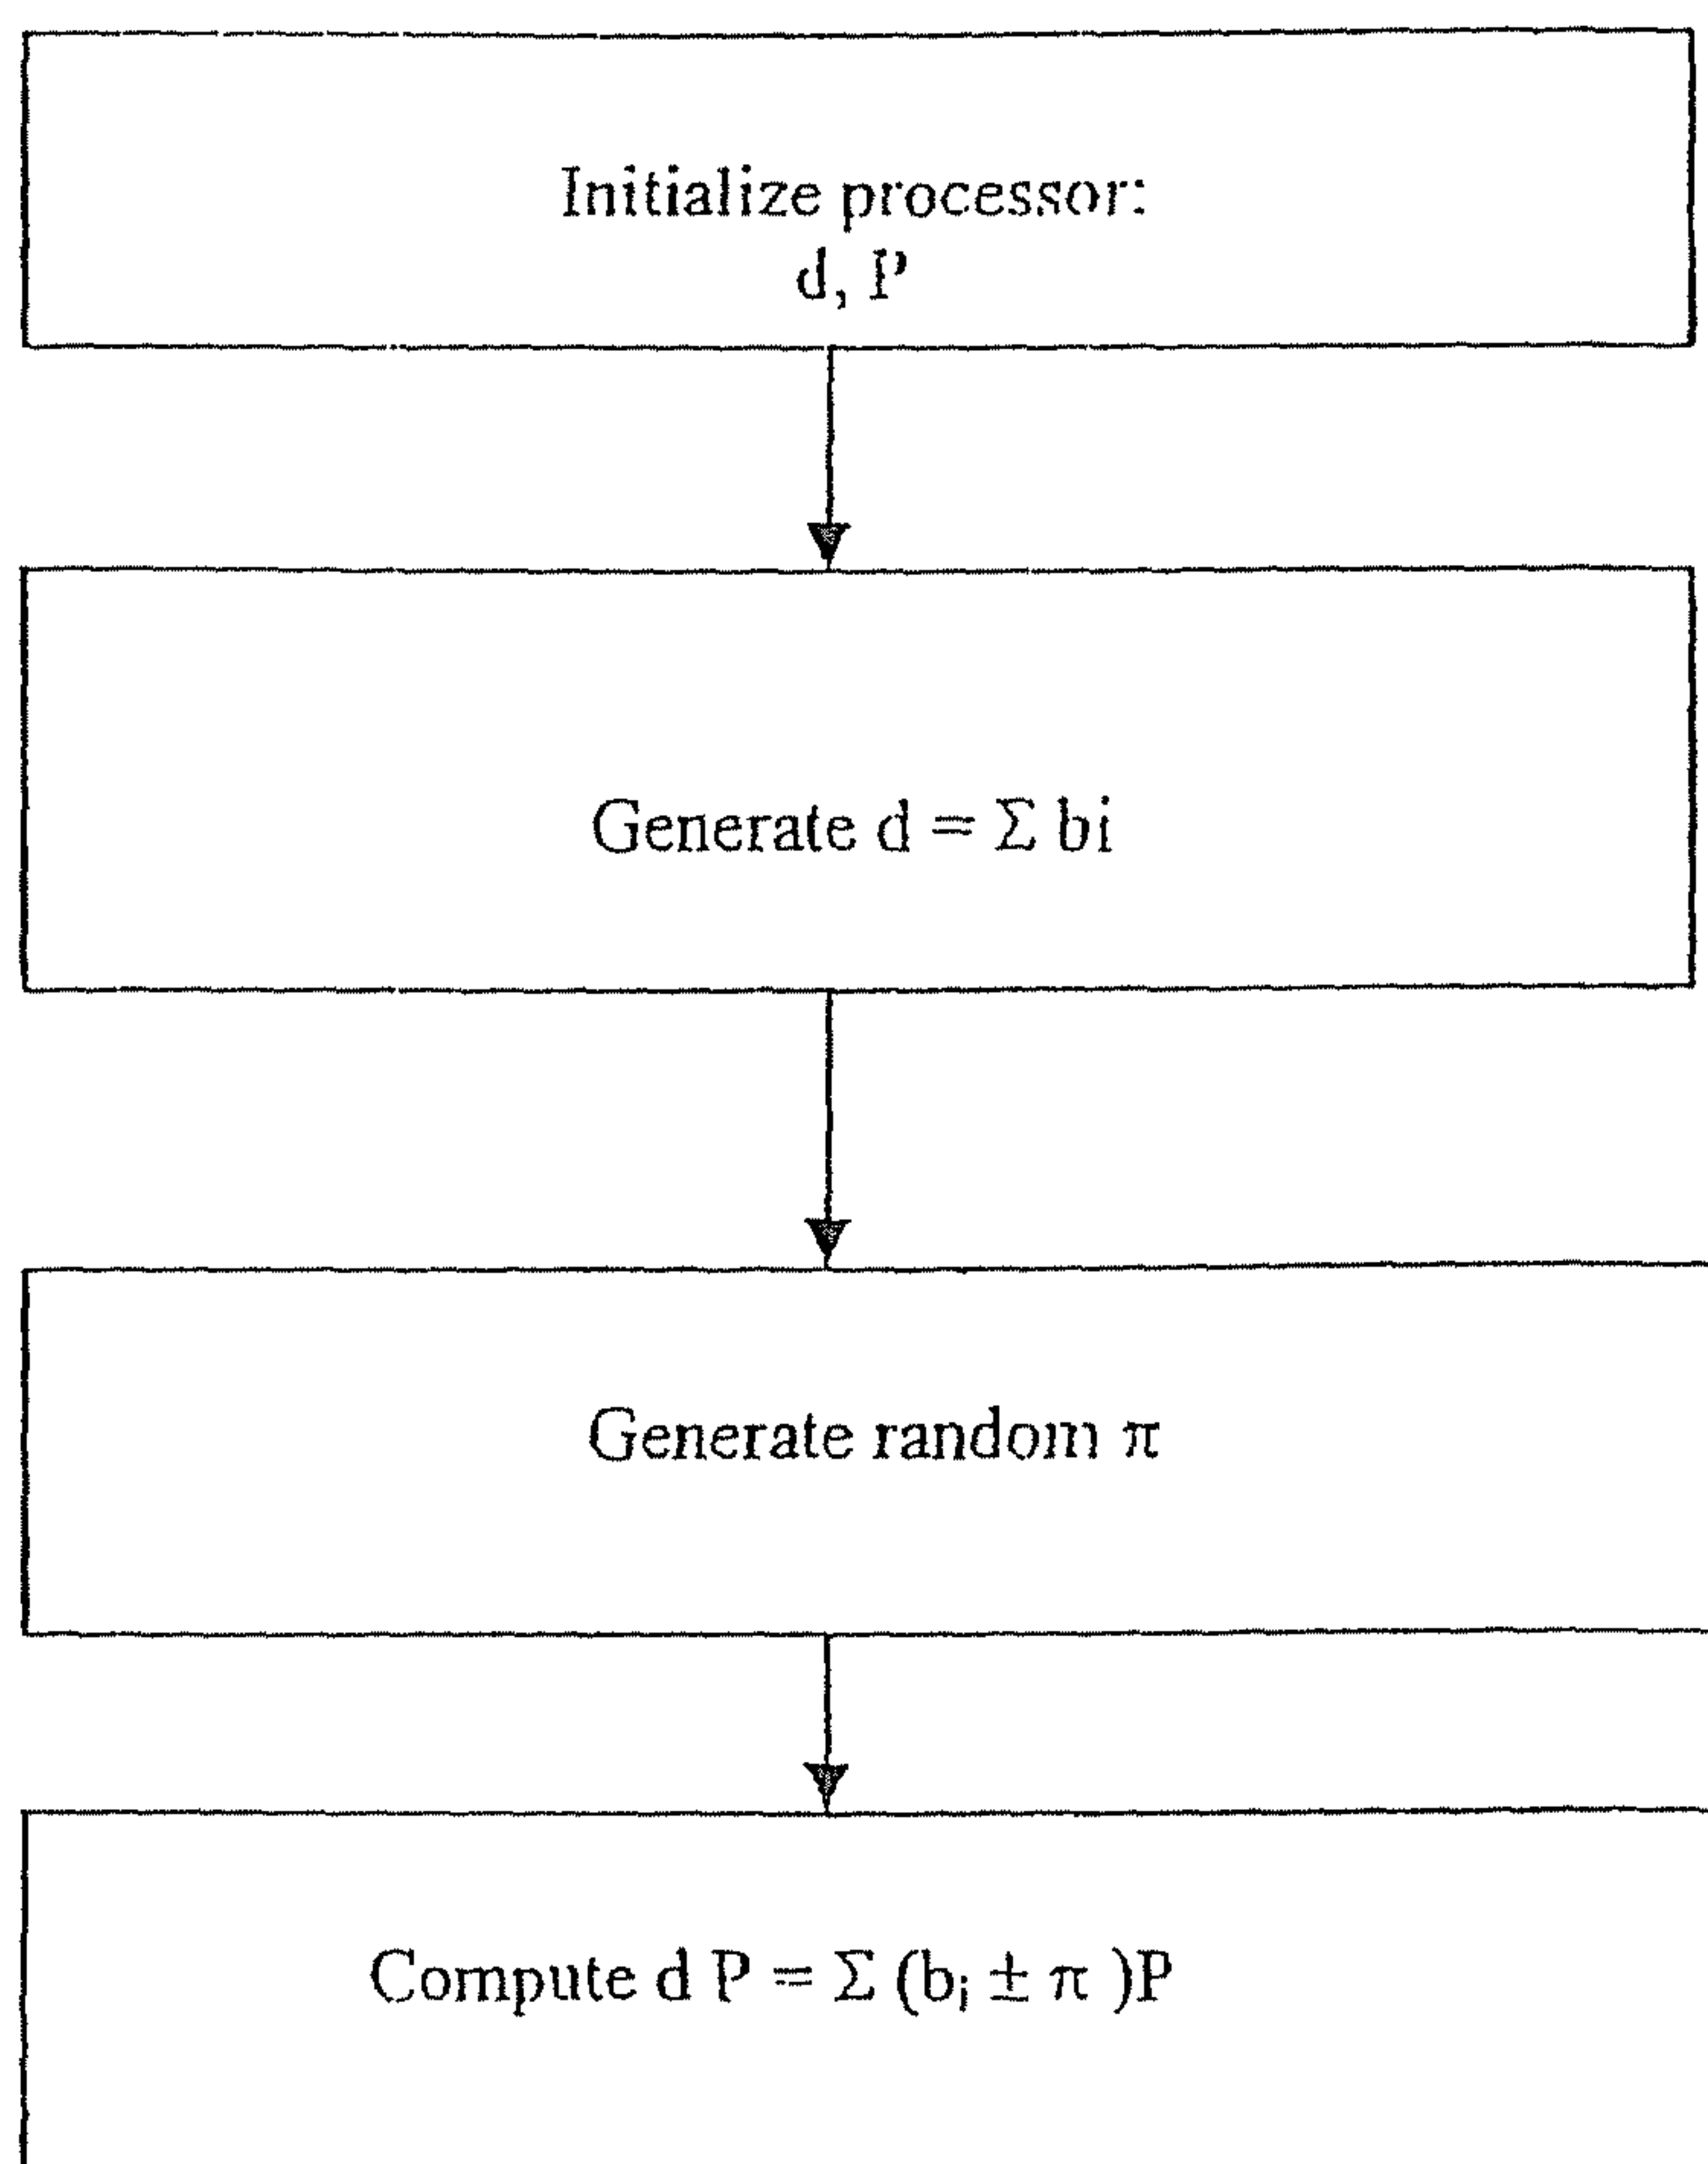 Initialize processor:
d, P
Generate d = Σ bi
Generate random π
Compute d P = Σ (bᵢ ± π )P